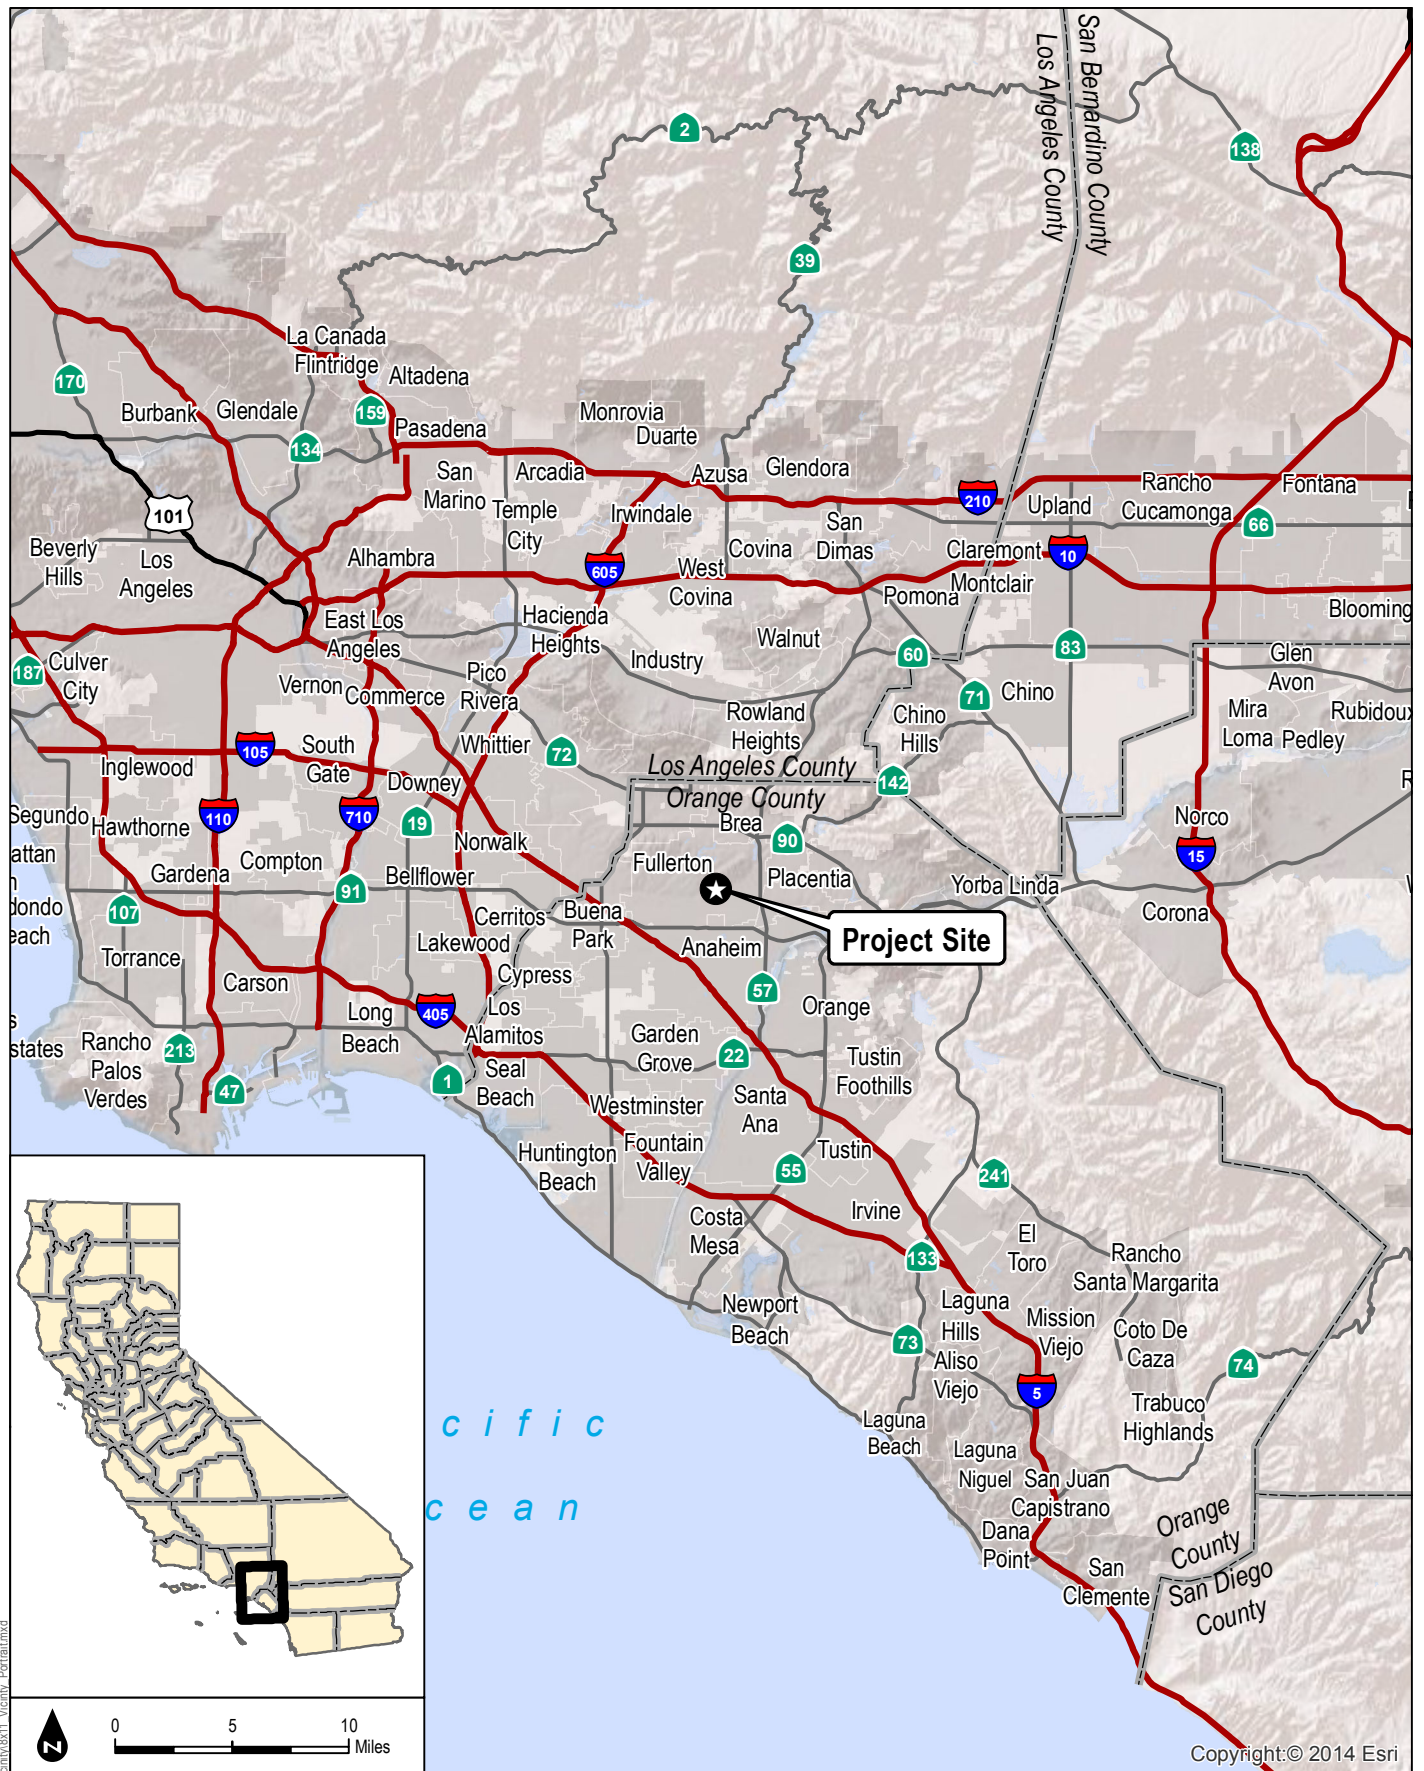 San Bernardino County
Los Angeles County
2
138
39
La Canada
Flintridge
Altadena
170
159
Burbank
Glendale
Monrovia
Duarte
134
Pasadena
San
Marino
Arcadia
Azusa
Glendora
Rancho
Cucamonga
Fontana
101
Temple
City
Irwindale
210
Upland
66
San
Dimas
Beverly
Hills
Los
Angeles
Alhambra
605
Covina
West
Covina
Claremont
10
Pomona
Montclair
Blooming
East Los
Angeles
Hacienda
Heights
Walnut
60
83
187
Culver
City
Industry
Glen
Avon
Vernon
Commerce
Pico
Rivera
71
Chino
Rowland
Heights
Chino
Hills
Mira
Loma
Pedley
Rubidoux
105
South
Gate
Whittier
72
Inglewood
Los Angeles County
Orange County
142
Downey
Segundo
Hawthorne
110
710
19
Brea
Norco
attan
Norwalk
90
15
Compton
Fullerton
Gardena
Bellflower
Placentia
91
Yorba Linda
dondo
each
107
Cerritos
Buena
Park
Corona
Project Site
Lakewood
Anaheim
Torrance
Cypress
Carson
57
Los
Alamitos
Orange
405
Long
Beach
states
Rancho
Palos
Verdes
213
Garden
Grove
22
Tustin
Foothills
47
1
Seal
Beach
Santa
Ana
Westminster
Huntington
Beach
Fountain
Valley
Tustin
55
241
Costa
Mesa
Irvine
El
Toro
133
Rancho
Santa Margarita
Newport
Beach
Laguna
Hills
Mission
Viejo
73
Coto De
Caza
Aliso
Viejo
74
5
Trabuco
Highlands
cific
cean
Laguna
Beach
Laguna
Niguel
San Juan
Capistrano
Dana
Point
Orange
County
San
Clemente
San Diego
County
N
0 5 10
Miles
Copyright:© 2014 Esri